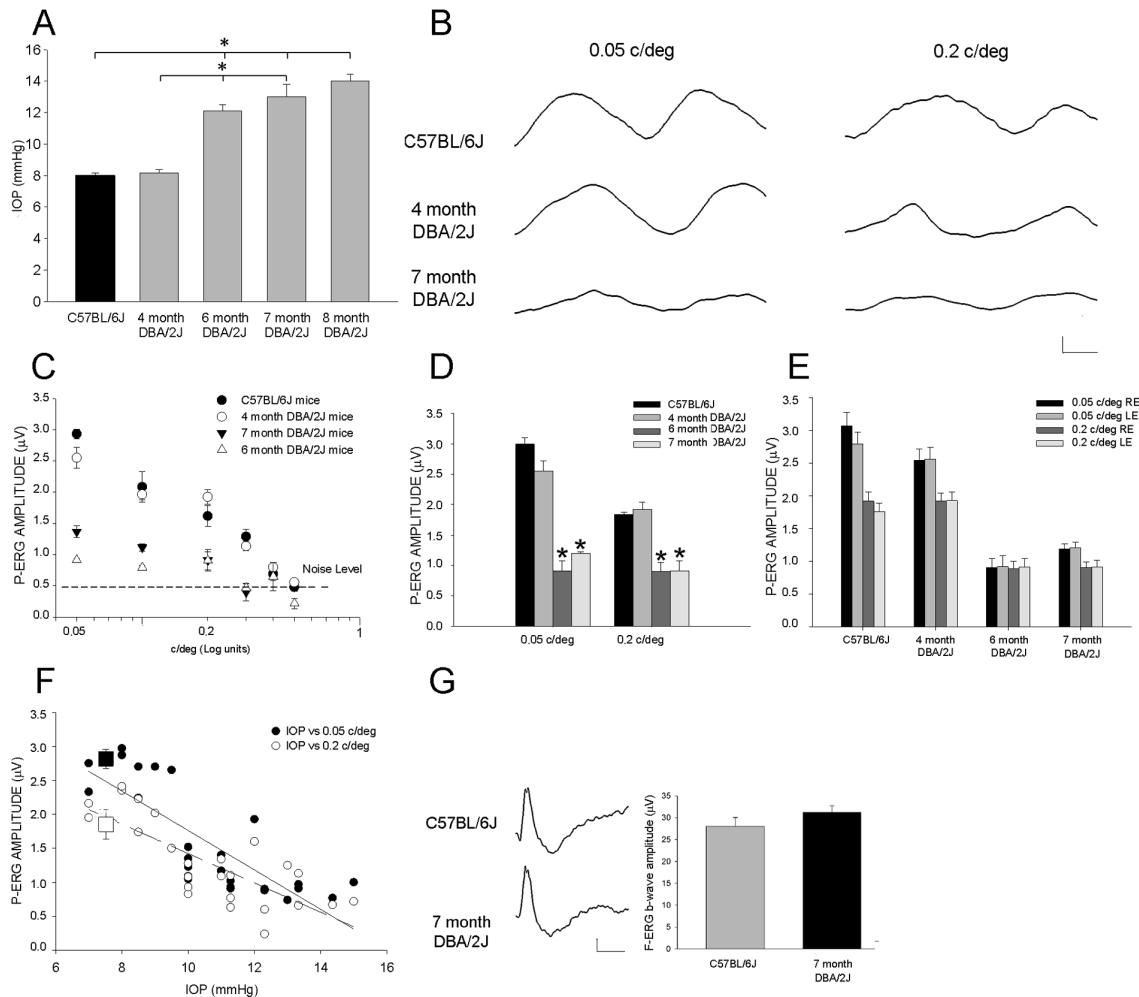 A
*
*
16
14
12
10
8
6
4
2
0
IOP (mmHg)
C57BL/6J
4 month
DBA/2J
6 month
DBA/2J
7 month
DBA/2J
8 month
DBA/2J
B
0.05 c/deg
0.2 c/deg
C57BL/6J
4 month
DBA/2J
7 month
DBA/2J
C
3.5
3.0
2.5
2.0
1.5
1.0
0.5
0.0
P-ERG AMPLITUDE (μV)
C57BL/6J mice
4 month DBA/2J mice
7 month DBA/2J mice
6 month DBA/2J mice
Noise Level
0,05
0,2
1
c/deg (Log units)
D
3.5
3.0
2.5
2.0
1.5
1.0
0.5
0.0
P-ERG AMPLITUDE (μV)
C57BL/6J
4 month DBA/2J
6 month DBA/2J
7 month DBA/2J
*
*
*
*
0.05 c/deg
0.2 c/deg
E
3.5
3.0
2.5
2.0
1.5
1.0
0.5
0.0
P-ERG AMPLITUDE (μV)
0.05 c/deg RE
0.05 c/deg LE
0.2 c/deg RE
0.2 c/deg LE
C57BL/6J
4 month
DBA/2J
6 month
DBA/2J
7 month
DBA/2J
F
3.5
3.0
2.5
2.0
1.5
1.0
0.5
0.0
P-ERG AMPLITUDE (μV)
IOP vs 0.05 c/deg
IOP vs 0.2 c/deg
6
8
10
12
14
16
IOP (mmHg)
G
C57BL/6J
7 month
DBA/2J
35
30
25
20
15
10
5
0
F-ERG b-wave amplitude (μV)
C57BL/6J
7 month
DBA/2J